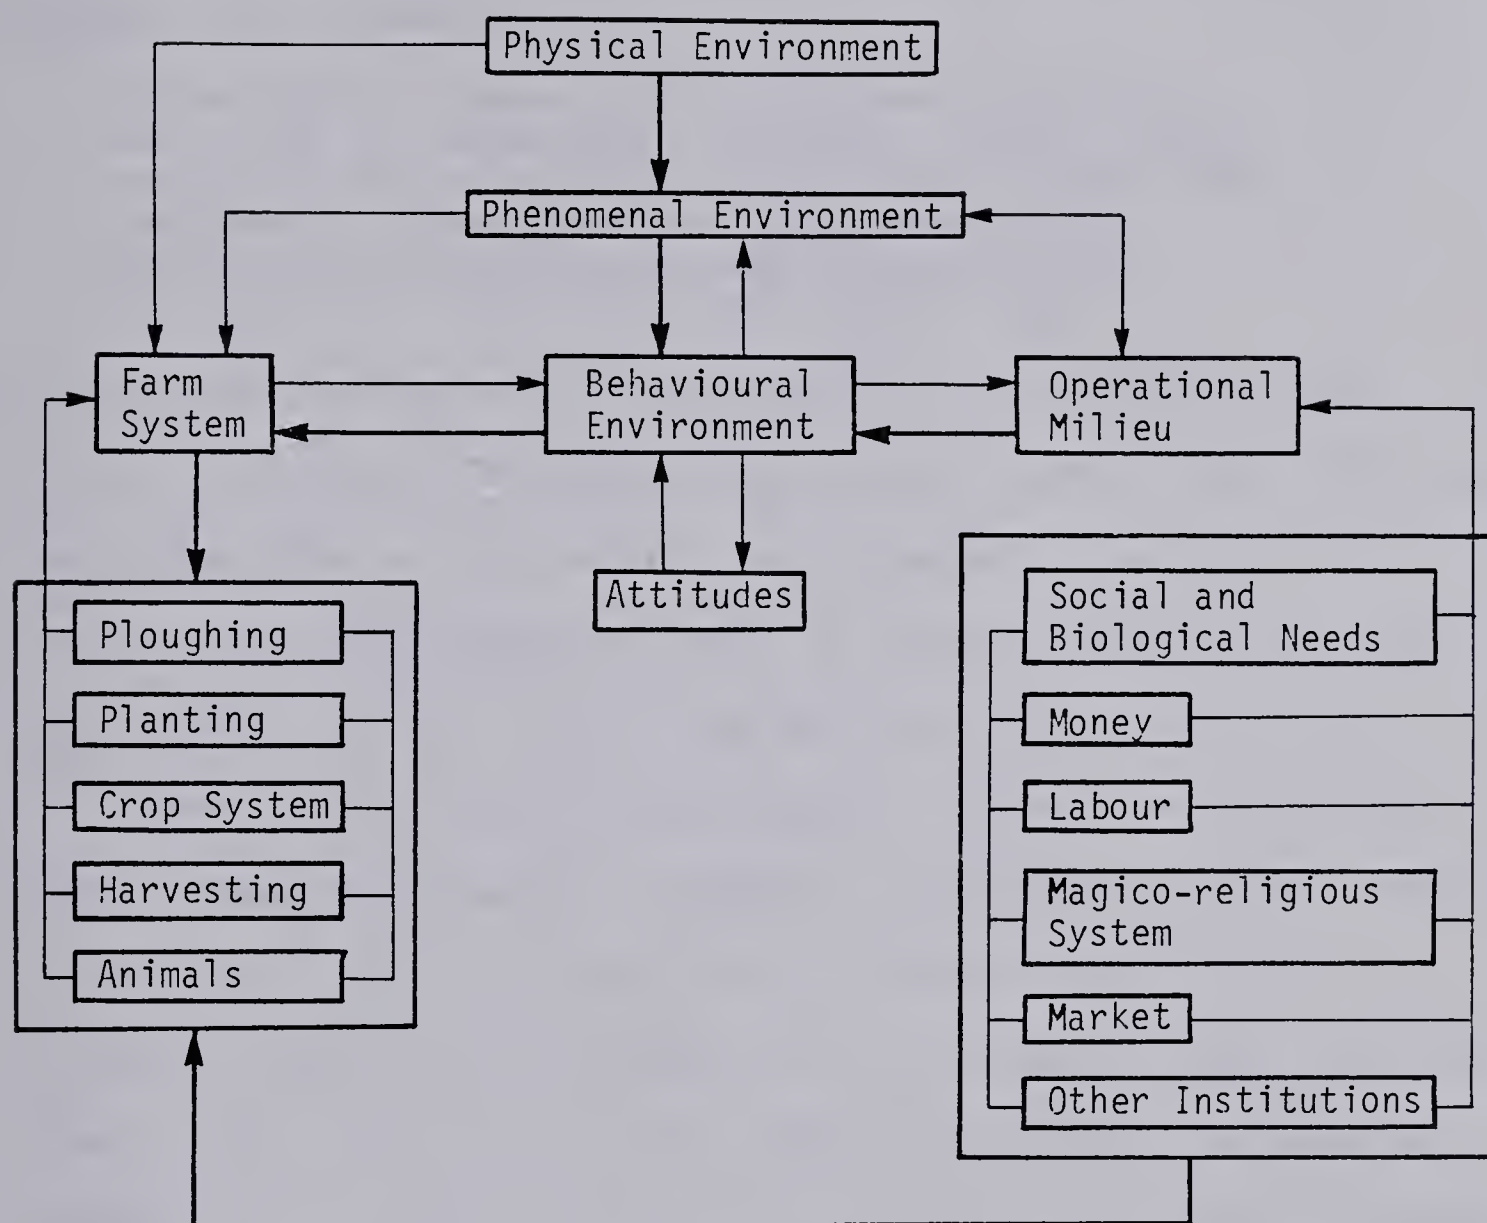 Physical Environment
Phenomenal Environment
Farm
System
Behavioural
Environment
Operational
Milieu
Attitudes
Ploughing
Planting
Crop System
Harvesting
Animals
Social and
Biological Needs
Money
Labour
Magico-religious
System
Market
Other Institutions